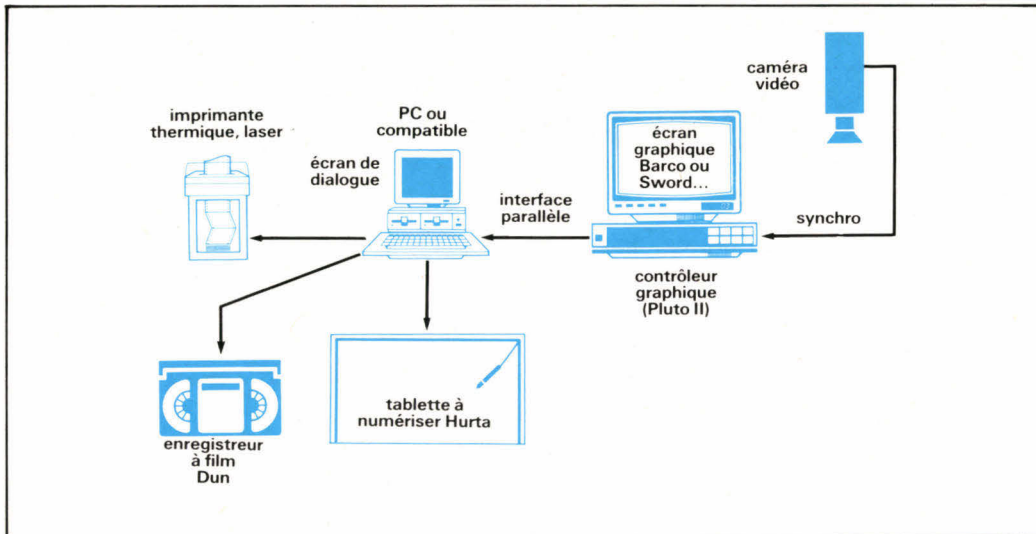 caméra
vidéo
imprimante
thermique, laser
PC ou
compatible
écran de
dialogue
écran
graphique
Barco ou
Sword...
interface
parallèle
synchro
contrôleur
graphique
(Pluto II)
tablette à
numériser Hurta
enregistreur
à film
Dun